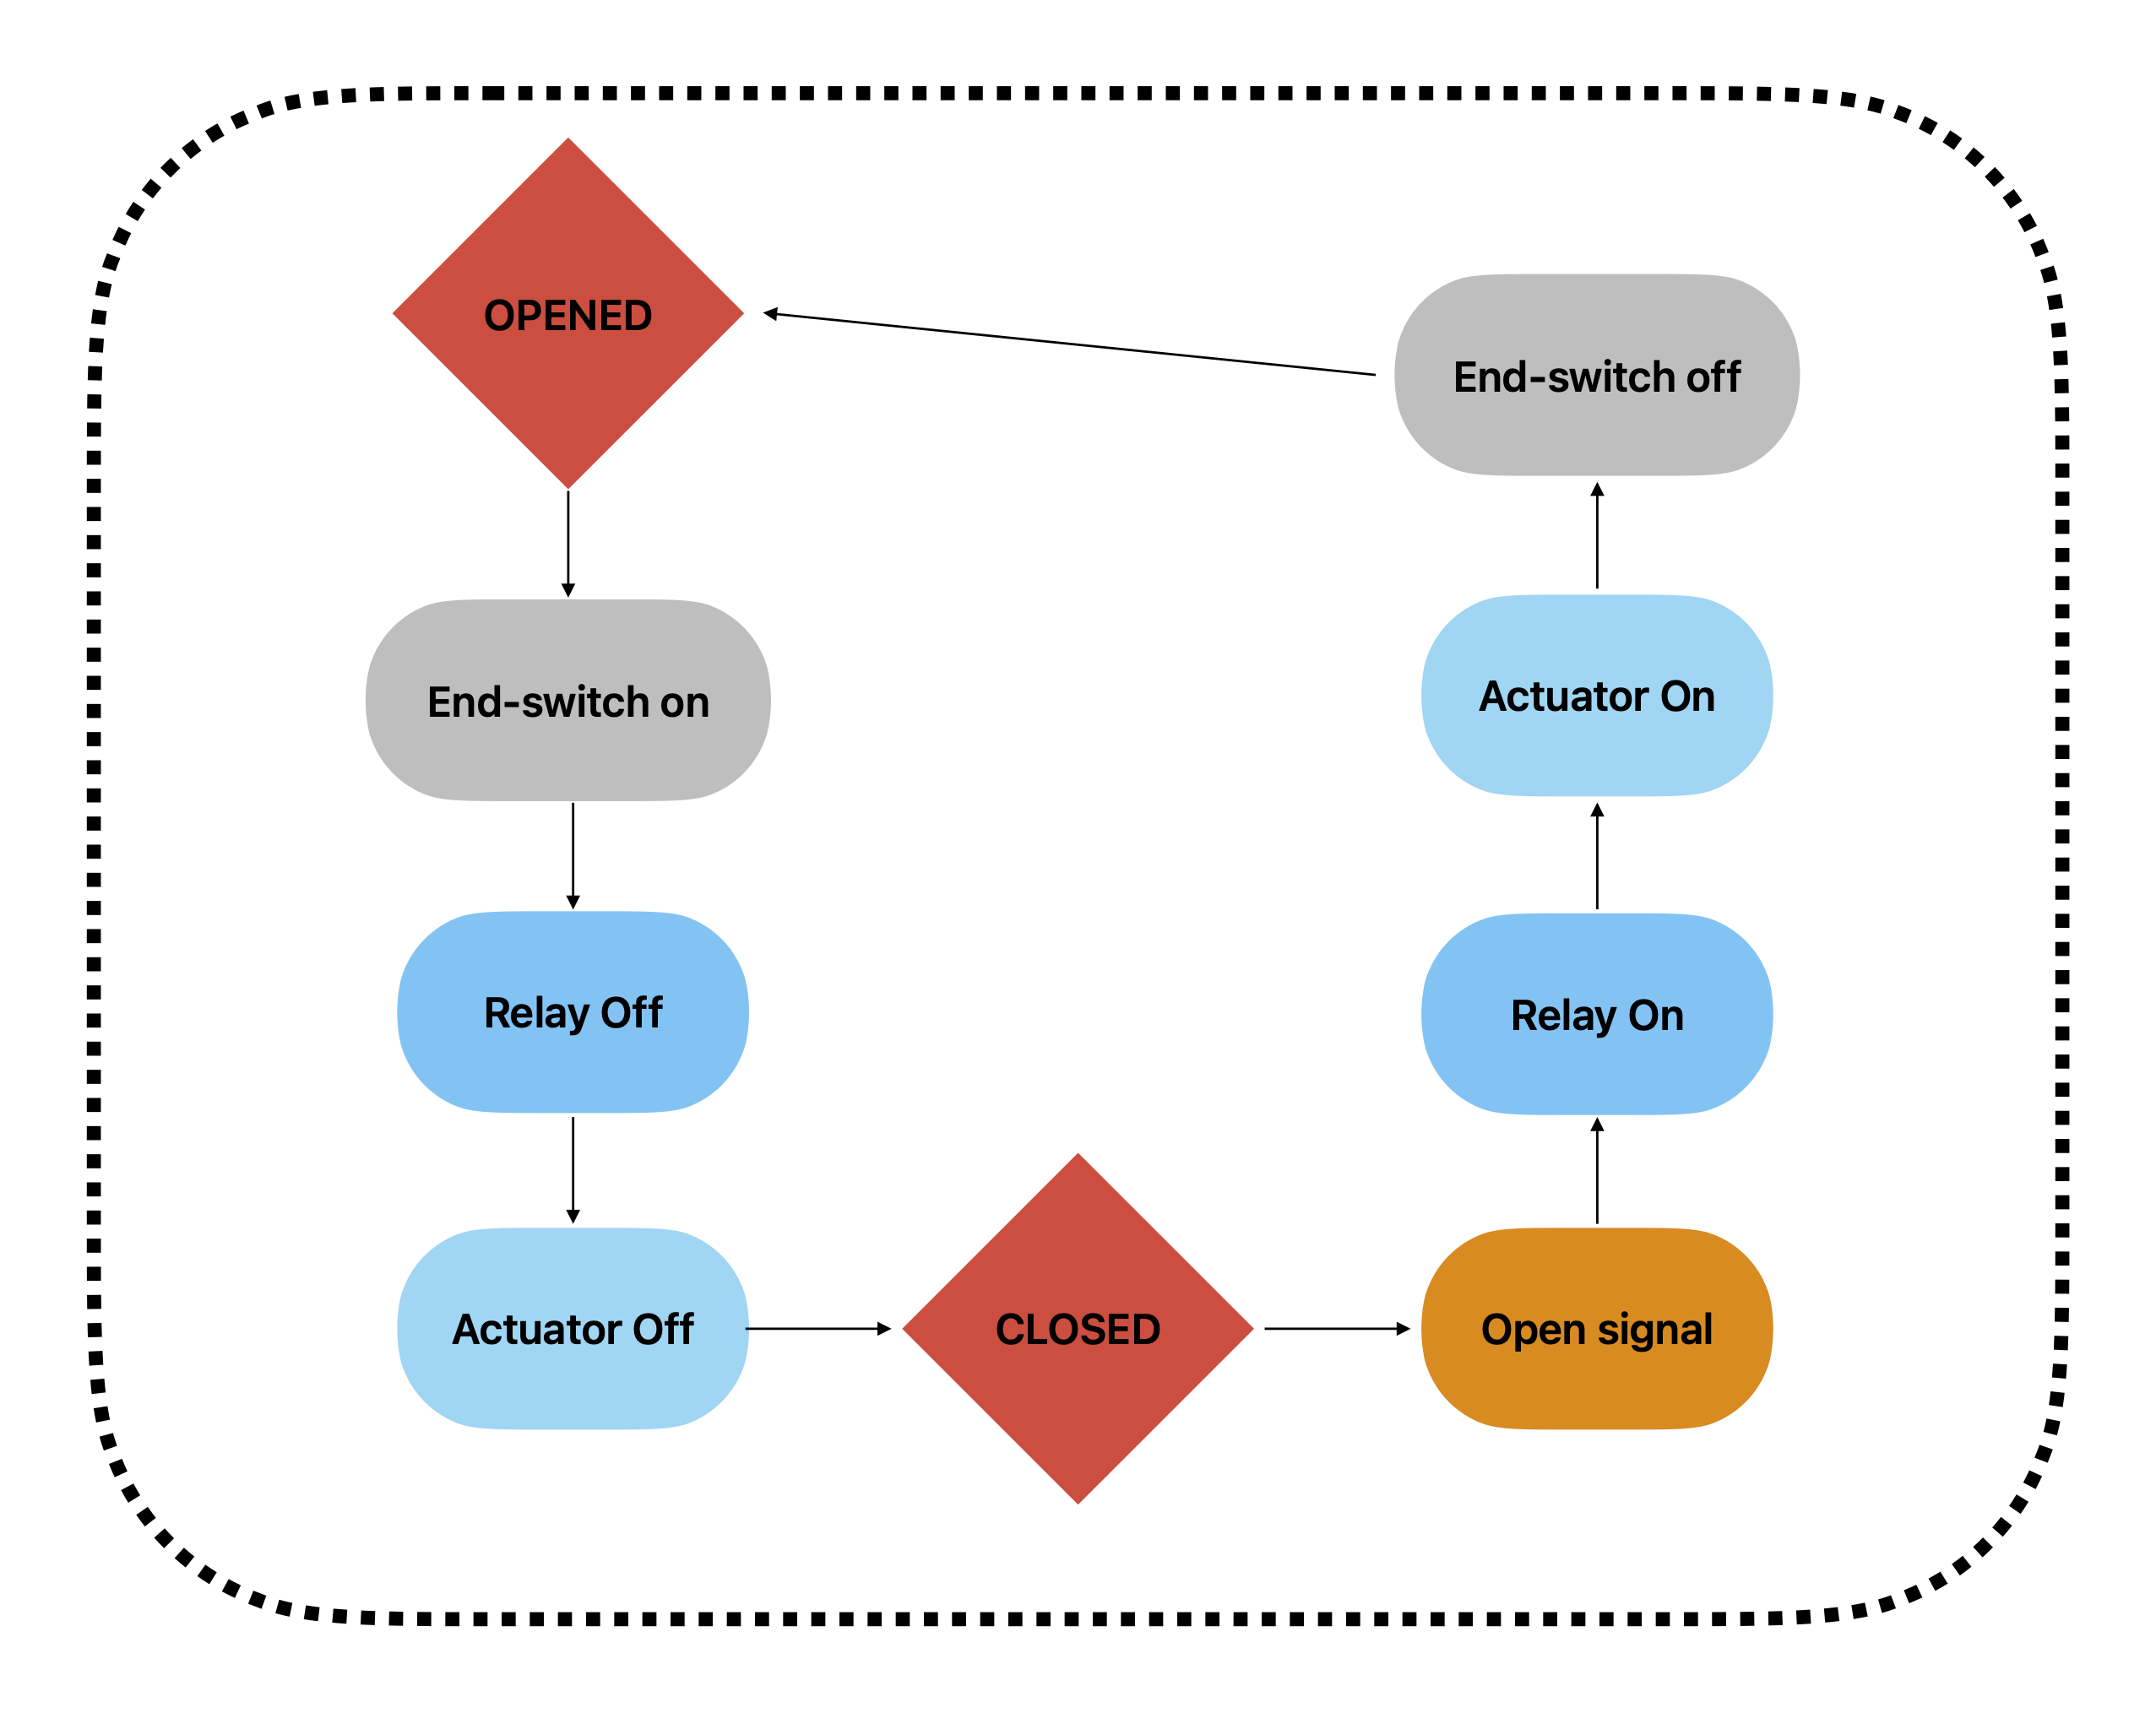 OPENED
End-switch off
End-switch on
Actuator On
Relay Off
Relay On
Actuator Off
CLOSED
Open signal